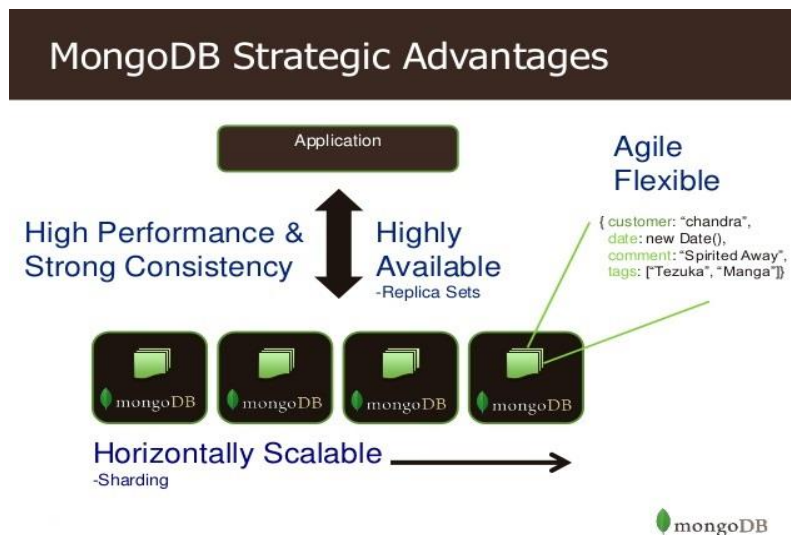 MongoDB Strategic Advantages
Application
Agile
Flexible
{ customer: “chandra”,
date: new Date(),
comment: “Spirited Away”,
tags: [“Tezuka”, “Manga”]}
High Performance &
Strong Consistency
Highly
Available
-Replica Sets
mongoDB
mongoDB
mongoDB
mongoDB
Horizontally Scalable
-Sharding
mongoDB